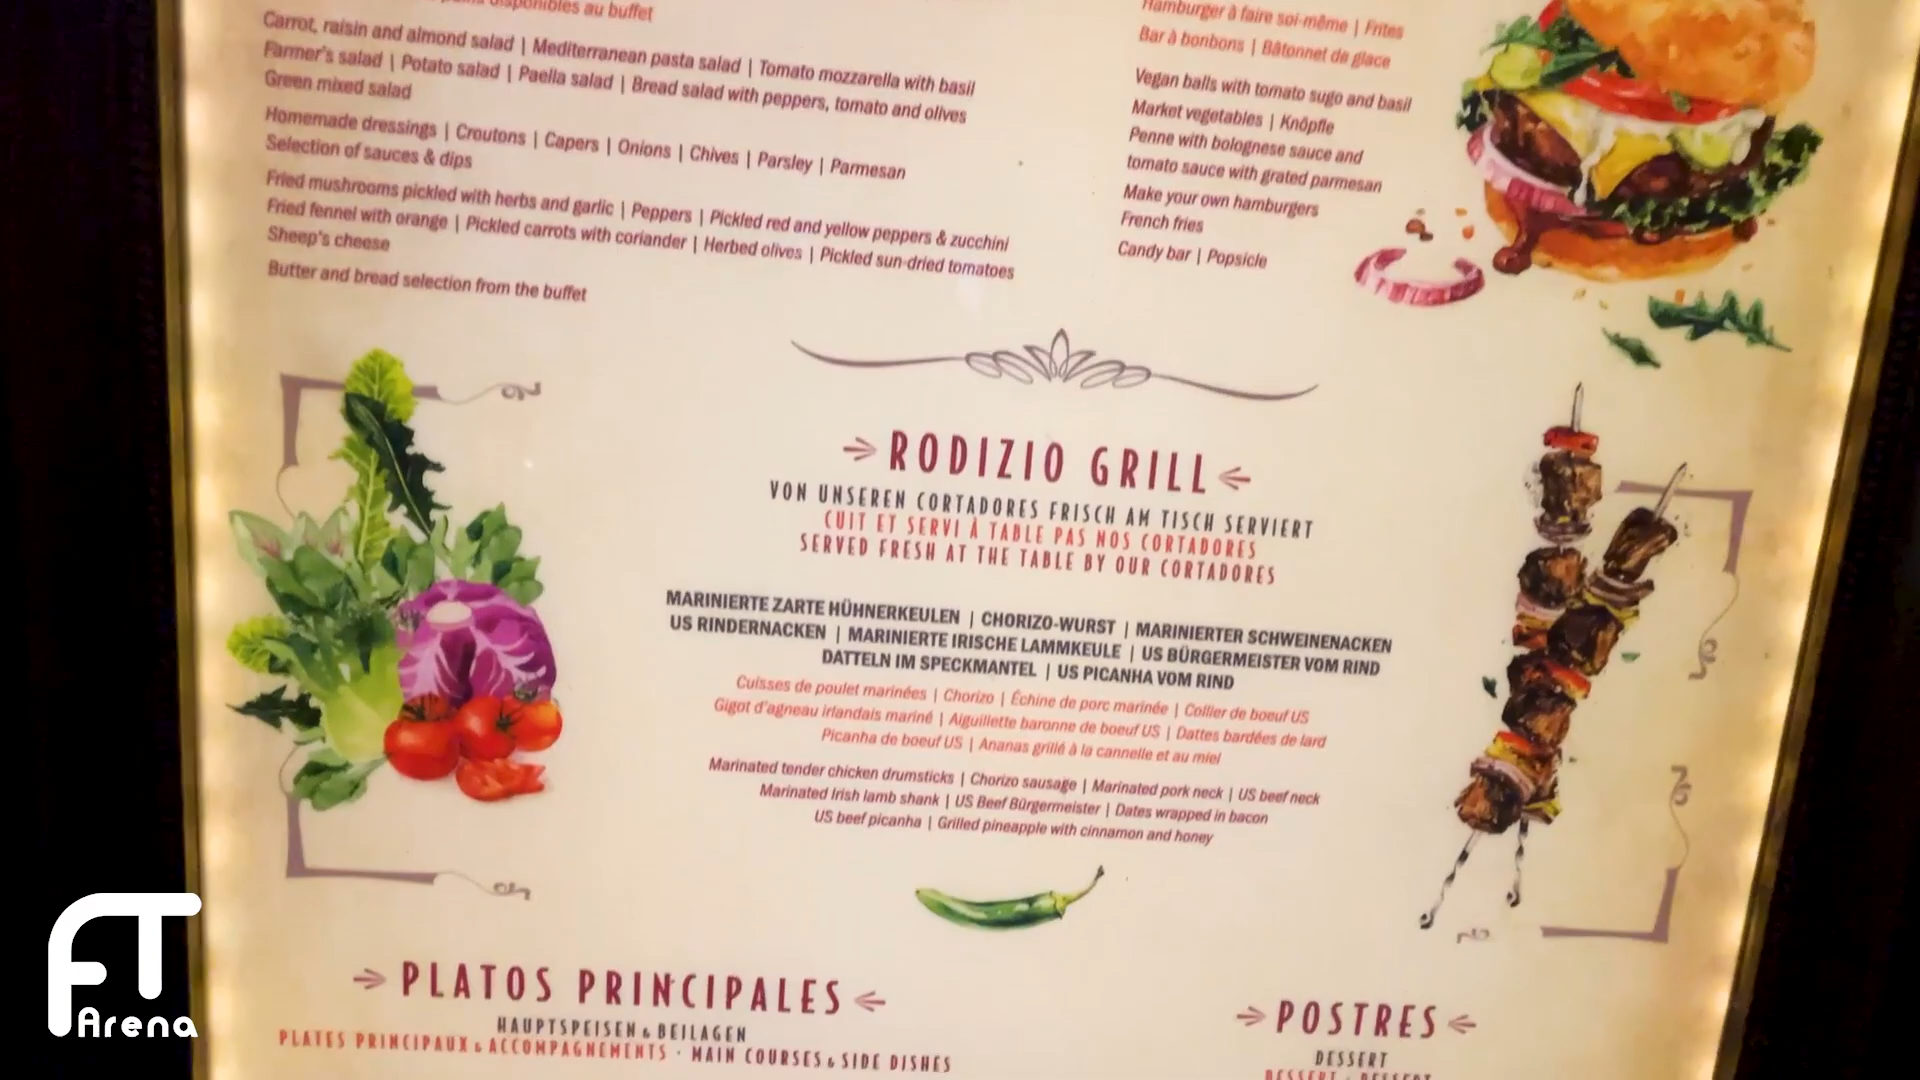 disponibles au buffet
Carrot, raisin and almond salad | Mediterranean pasta salad | Tomato mozzarella with basil
Farmer's salad | Potato salad | Paella salad | Bread salad with peppers, tomato and olives
Green mixed salad
Homemade dressings | Croutons | Capers | Onions | Chives | Parsley | Parmesan
Selection of sauces & dips
Fried mushrooms pickled with herbs and garlic | Peppers | Pickled red and yellow peppers & zucchini
Fried fennel with orange | Pickled carrots with coriander | Herbed olives | Pickled sun-dried tomatoes
Sheep's cheese
Butter and bread selection from the buffet
Hamburger à faire soi-même | Frites
Bar à bonbons | Bâtonnet de glace
Vegan balls with tomato sugo and basil
Market vegetables | Knöpfle
Penne with bolognese sauce and
tomato sauce with grated parmesan
Make your own hamburgers
French fries
Candy bar | Popsicle
RODIZIO GRILL
VON UNSEREN CORTADORES FRISCH AM TISCH SERVIERT
CUIT ET SERVI À TABLE PAS NOS CORTADORES
SERVED FRESH AT THE TABLE BY OUR CORTADORES
MARINIERTE ZARTE HÜHNERKEULEN | CHORIZO-WURST | MARINIERTER SCHWEINENACKEN
US RINDERNACKEN | MARINIERTE IRISCHE LAMMKEULE | US BÜRGERMEISTER VOM RIND
DATTELN IM SPECKMANTEL | US PICANHA VOM RIND
Cuisses de poulet marinées | Chorizo | Échine de porc marinée | Collier de boeuf US
Gigot d'agneau irlandais mariné | Aiguillette baronne de boeuf US | Dattes bardées de lard
Picanha de boeuf US | Ananas grillé à la cannelle et au miel
Marinated tender chicken drumsticks | Chorizo sausage | Marinated pork neck | US beef neck
Marinated Irish lamb shank | US Beef Bürgermeister | Dates wrapped in bacon
US beef picanha | Grilled pineapple with cinnamon and honey
PLATOS PRINCIPALES
HAUPTSPEISEN & BEILAGEN
PLATES PRINCIPAUX & ACCOMPAGNEMENTS · MAIN COURSES & SIDE DISHES
POSTRES
DESSERT
DESSERT · DESSERT
FT
Arena